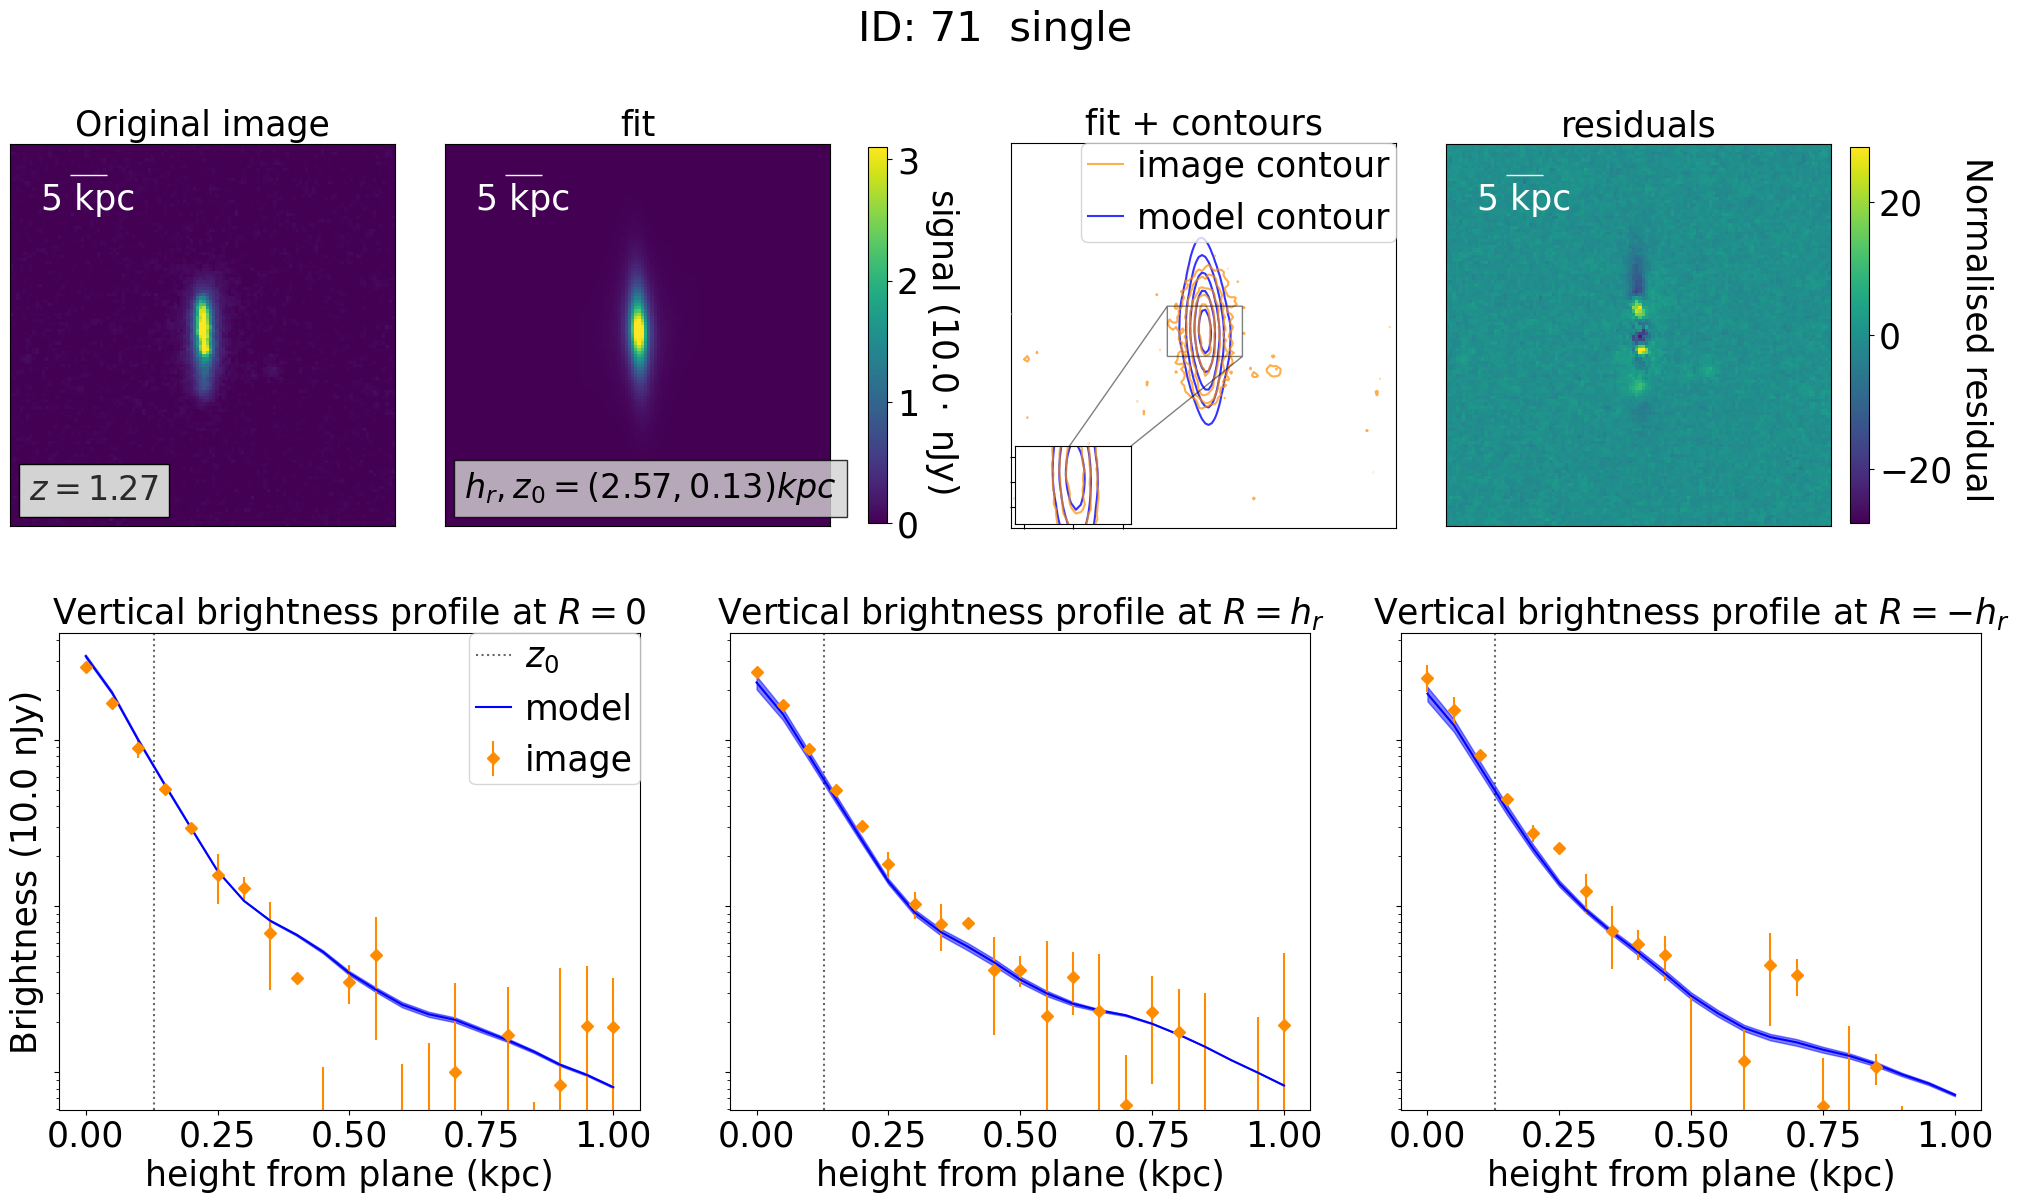 ID: 71  single
Original image
fit
fit + contours
residuals
5 kpc
z = 1.27
5 kpc
h_r, z_0 = (2.57, 0.13)kpc
3
2
1
0
signal (10.0 · nJy)
image contour
model contour
5 kpc
20
0
−20
Normalised residual
Vertical brightness profile at R = 0
Vertical brightness profile at R = h_r
Vertical brightness profile at R = −h_r
Brightness (10.0 nJy)
z_0
model
image
0.00 0.25 0.50 0.75 1.00
height from plane (kpc)
0.00 0.25 0.50 0.75 1.00
height from plane (kpc)
0.00 0.25 0.50 0.75 1.00
height from plane (kpc)